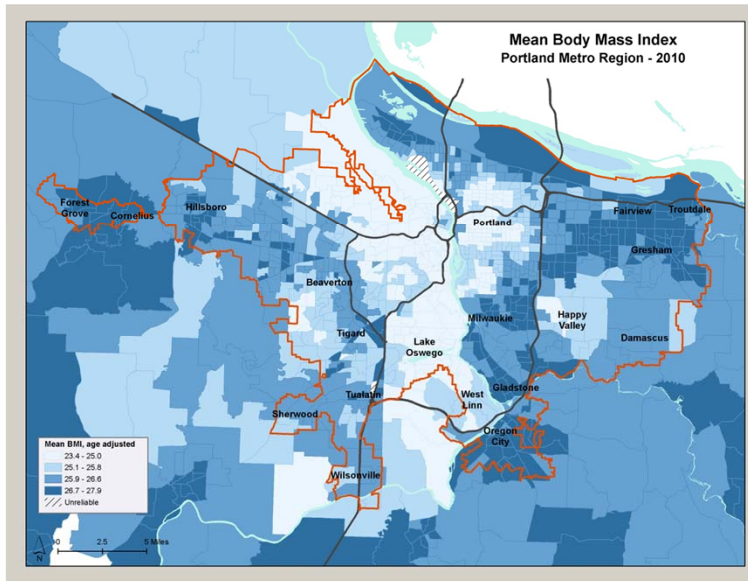 Mean Body Mass Index
Portland Metro Region - 2010
Forest
Grove
Cornelius
Hillsboro
Portland
Fairview
Troutdale
Gresham
Beaverton
Milwaukie
Happy
Valley
Tigard
Lake
Oswego
Damascus
Tualatin
West
Linn
Gladstone
Sherwood
Oregon
City
Wilsonville
Mean BMI, age adjusted
23.4 - 25.0
25.1 - 25.8
25.9 - 26.6
26.7 - 27.9
Unreliable
N
0 2.5 5 Miles